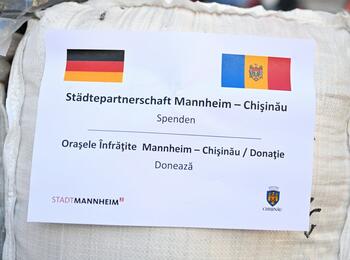 Städtepartnerschaft Mannheim – Chişinău
Spenden
Oraşele Înfrăţite Mannheim – Chişinău / Donaţie
Donează
STADTMANNHEIM²
CHIŞINĂU